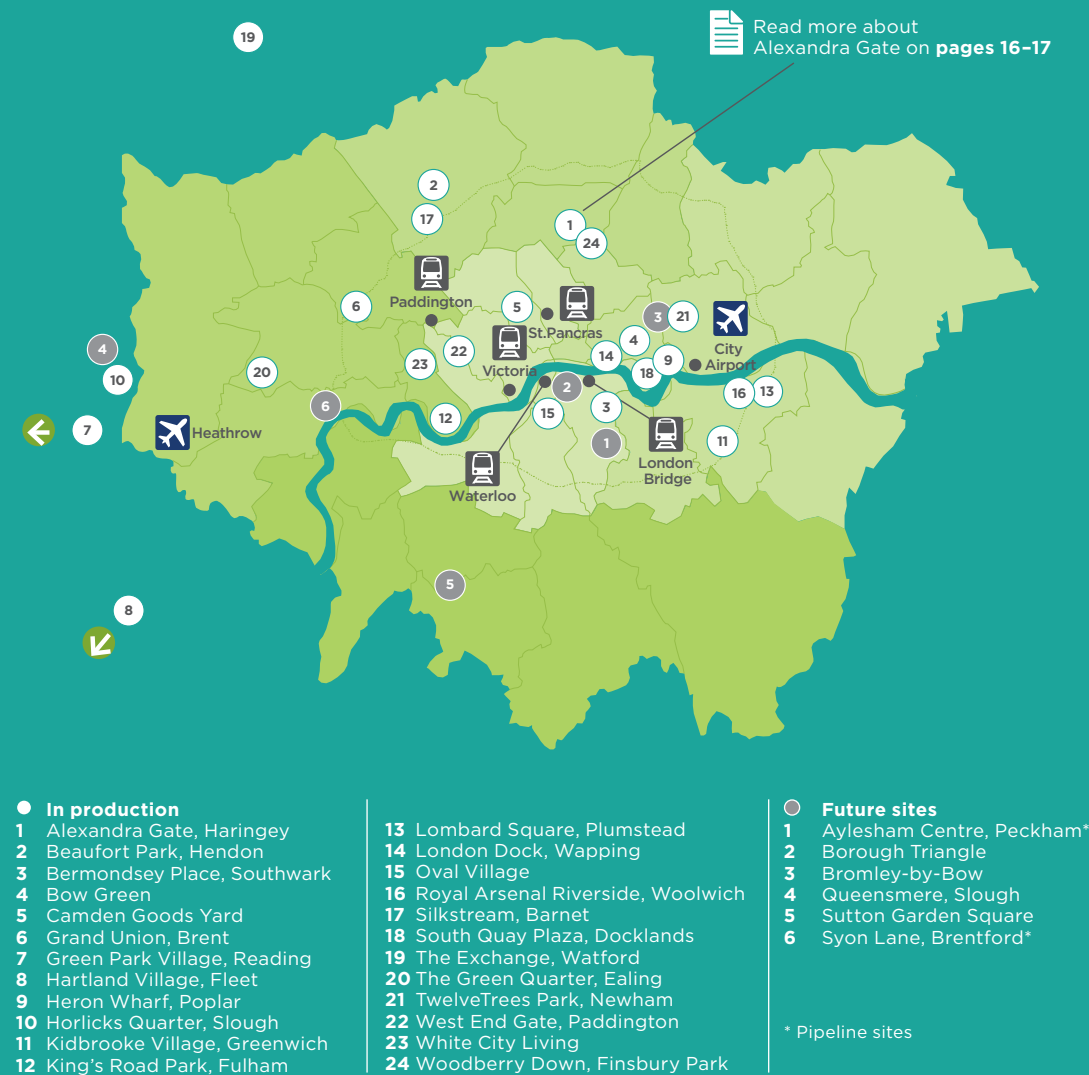 19
Read more about
Alexandra Gate on pages 16–17
2
17
1
24
Paddington
6
5
St.Pancras
3
21
4
City
Airport
22
Victoria
14
4
9
10
20
23
18
2
16
13
6
3
12
15
7
Heathrow
1
11
London
Bridge
Waterloo
5
8
In production
1 Alexandra Gate, Haringey
2 Beaufort Park, Hendon
3 Bermondsey Place, Southwark
4 Bow Green
5 Camden Goods Yard
6 Grand Union, Brent
7 Green Park Village, Reading
8 Hartland Village, Fleet
9 Heron Wharf, Poplar
10 Horlicks Quarter, Slough
11 Kidbrooke Village, Greenwich
12 King's Road Park, Fulham
13 Lombard Square, Plumstead
14 London Dock, Wapping
15 Oval Village
16 Royal Arsenal Riverside, Woolwich
17 Silkstream, Barnet
18 South Quay Plaza, Docklands
19 The Exchange, Watford
20 The Green Quarter, Ealing
21 TwelveTrees Park, Newham
22 West End Gate, Paddington
23 White City Living
24 Woodberry Down, Finsbury Park
Future sites
1 Aylesham Centre, Peckham*
2 Borough Triangle
3 Bromley-by-Bow
4 Queensmere, Slough
5 Sutton Garden Square
6 Syon Lane, Brentford*
* Pipeline sites